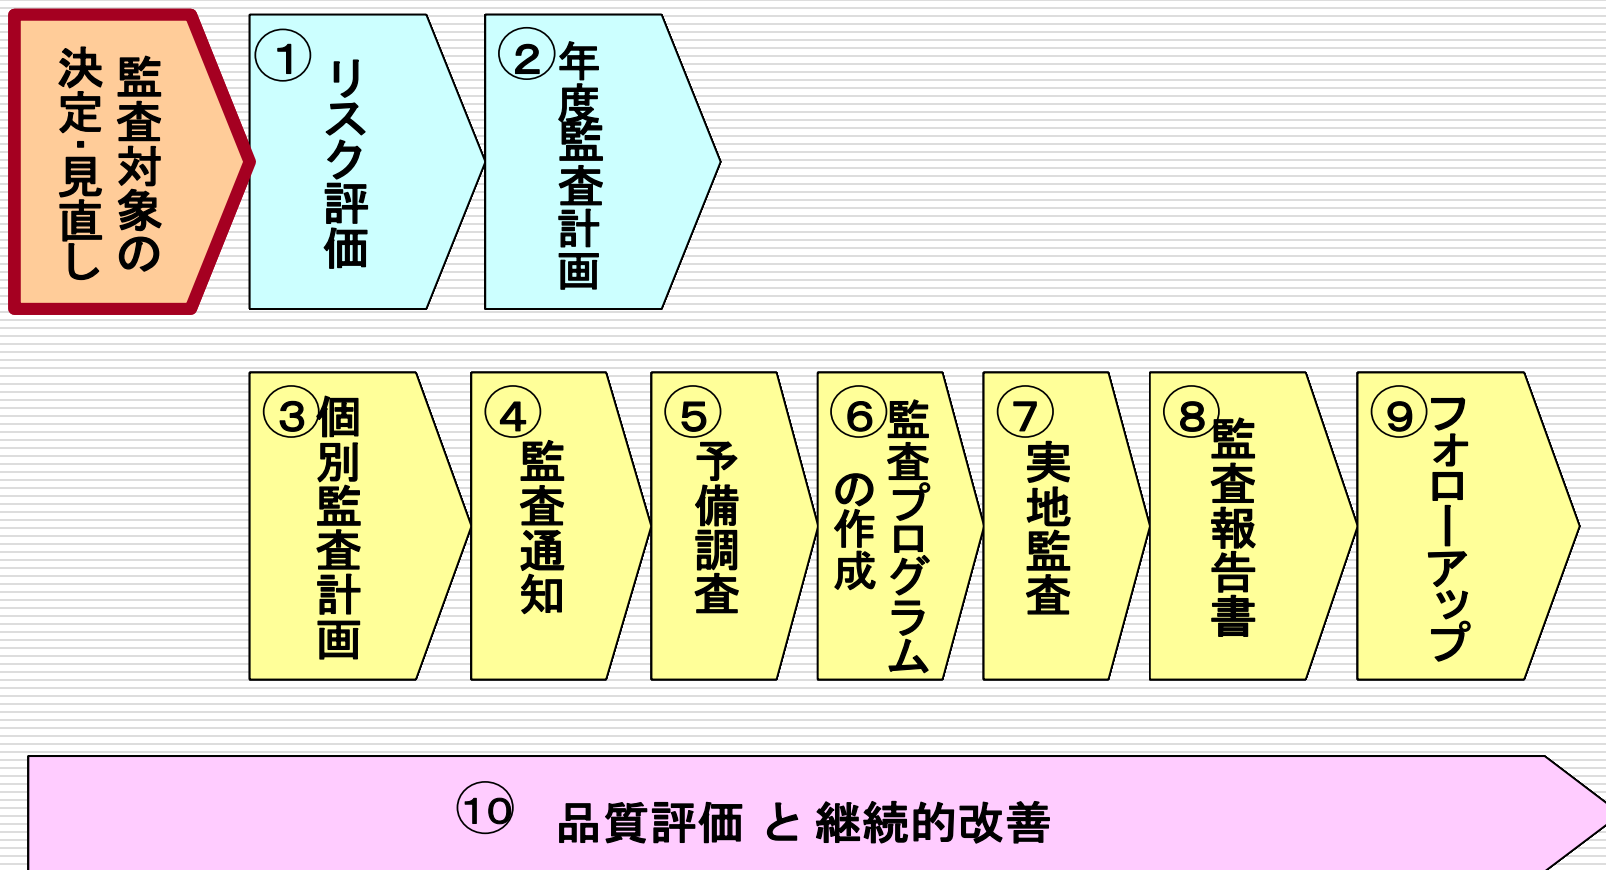 監査対象の
決定・見直し
①
リスク評価
②
年度監査計画
③
個別監査計画
④
監査通知
⑤
予備調査
⑥
監査プログラム
の作成
⑦
実地監査
⑧
監査報告書
⑨
フォローアップ
⑩ 品質評価 と 継続的改善